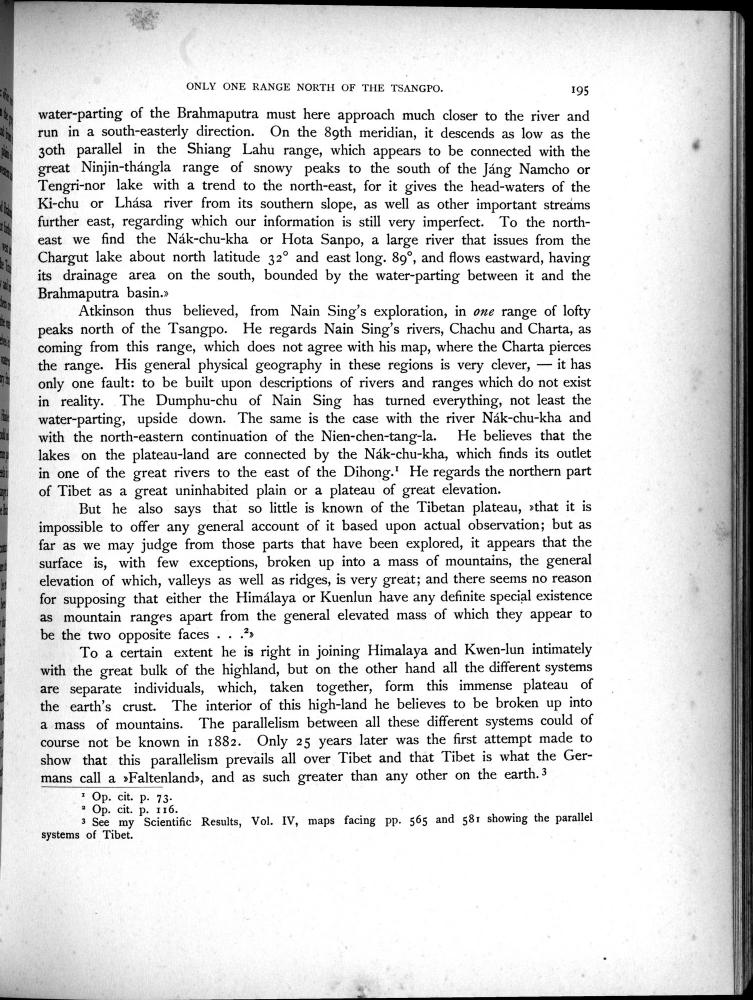 ONLY ONE RANGE NORTH OF THE TSANGPO. 195
water-parting of the Brahmaputra must here approach much closer to the river and
run in a south-easterly direction. On the 89th meridian, it descends as low as the
30th parallel in the Shiang Lahu range, which appears to be connected with the
great Ninjin-thángla range of snowy peaks to the south of the Jáng Namcho or
Tengri-nor lake with a trend to the north-east, for it gives the head-waters of the
Ki-chu or Lhása river from its southern slope, as well as other important streams
further east, regarding which our information is still very imperfect. To the north-
east we find the Nák-chu-kha or Hota Sanpo, a large river that issues from the
Chargut lake about north latitude 32° and east long. 89°, and flows eastward, having
its drainage area on the south, bounded by the water-parting between it and the
Brahmaputra basin.»
Atkinson thus believed, from Nain Sing's exploration, in one range of lofty
peaks north of the Tsangpo. He regards Nain Sing's rivers, Chachu and Charta, as
coming from this range, which does not agree with his map, where the Charta pierces
the range. His general physical geography in these regions is very clever, — it has
only one fault: to be built upon descriptions of rivers and ranges which do not exist
in reality. The Dumphu-chu of Nain Sing has turned everything, not least the
water-parting, upside down. The same is the case with the river Nák-chu-kha and
with the north-eastern continuation of the Nien-chen-tang-la. He believes that the
lakes on the plateau-land are connected by the Nák-chu-kha, which finds its outlet
in one of the great rivers to the east of the Dihong.¹ He regards the northern part
of Tibet as a great uninhabited plain or a plateau of great elevation.
But he also says that so little is known of the Tibetan plateau, »that it is
impossible to offer any general account of it based upon actual observation; but as
far as we may judge from those parts that have been explored, it appears that the
surface is, with few exceptions, broken up into a mass of mountains, the general
elevation of which, valleys as well as ridges, is very great; and there seems no reason
for supposing that either the Himálaya or Kuenlun have any definite special existence
as mountain ranges apart from the general elevated mass of which they appear to
be the two opposite faces . . .²»
To a certain extent he is right in joining Himalaya and Kwen-lun intimately
with the great bulk of the highland, but on the other hand all the different systems
are separate individuals, which, taken together, form this immense plateau of
the earth's crust. The interior of this high-land he believes to be broken up into
a mass of mountains. The parallelism between all these different systems could of
course not be known in 1882. Only 25 years later was the first attempt made to
show that this parallelism prevails all over Tibet and that Tibet is what the Ger-
mans call a »Faltenland», and as such greater than any other on the earth.³
¹ Op. cit. p. 73.
² Op. cit. p. 116.
³ See my Scientific Results, Vol. IV, maps facing pp. 565 and 581 showing the parallel
systems of Tibet.